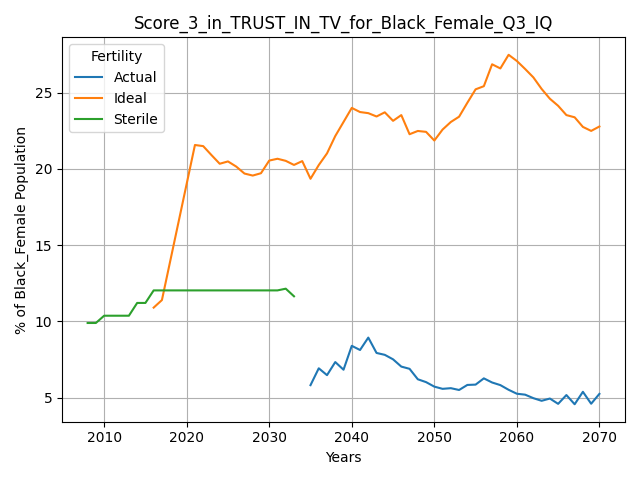 Score_3_in_TRUST_IN_TV_for_Black_Female_Q3_IQ
Fertility
Actual
Ideal
Sterile
% of Black_Female Population
25
20
15
10
5
2010 2020 2030 2040 2050 2060 2070
Years